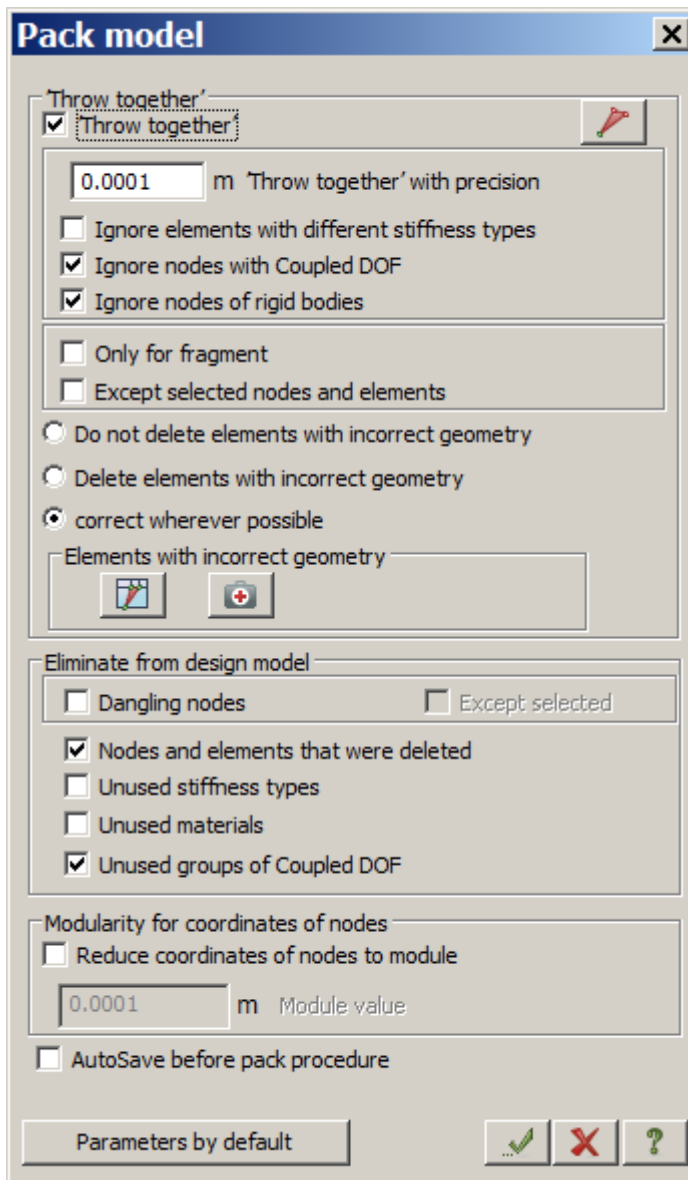 Pack model
'Throw together'
'Throw together'
0.0001 m 'Throw together' with precision
Ignore elements with different stiffness types
Ignore nodes with Coupled DOF
Ignore nodes of rigid bodies
Only for fragment
Except selected nodes and elements
Do not delete elements with incorrect geometry
Delete elements with incorrect geometry
correct wherever possible
Elements with incorrect geometry
Eliminate from design model
Dangling nodes Except selected
Nodes and elements that were deleted
Unused stiffness types
Unused materials
Unused groups of Coupled DOF
Modularity for coordinates of nodes
Reduce coordinates of nodes to module
0.0001 m Module value
AutoSave before pack procedure
Parameters by default ?